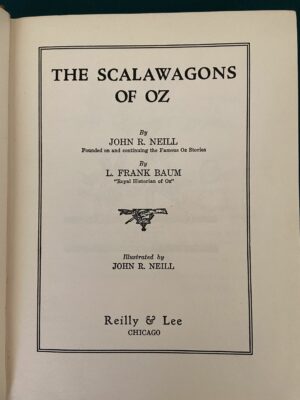 THE SCALAWAGONS
OF OZ
By
JOHN R. NEILL
Founded on and continuing the Famous Oz Stories
By
L. FRANK BAUM
"Royal Historian of Oz"
Illustrated by
JOHN R. NEILL
Reilly & Lee
CHICAGO